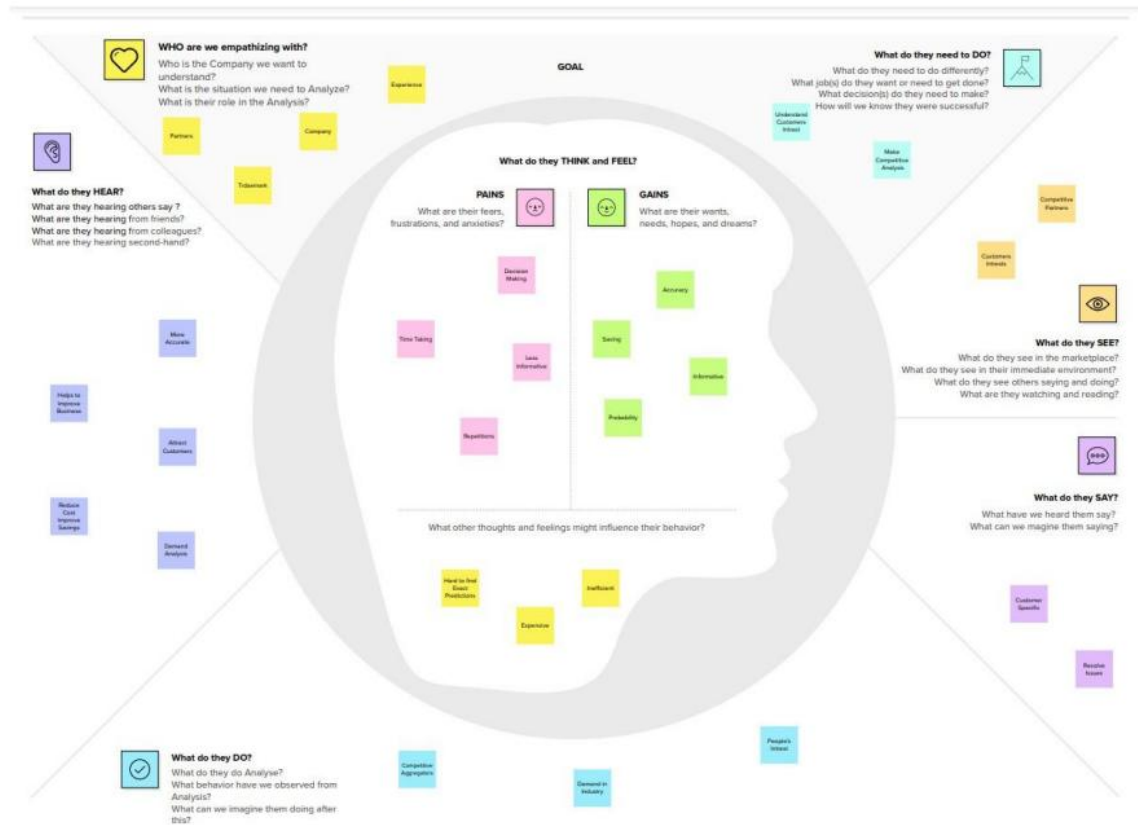 WHO are we empathizing with?
Who is the Company we want to
understand?
What is the situation we need to Analyze?
What is their role in the Analysis?
Partners
Company
Experience
GOAL
What do they need to DO?
What do they need to do differently?
What job(s) do they want or need to get done?
What decision(s) do they need to make?
How will we know they were successful?
Understand
Customers
Make
Competitive
Analysis
What do they HEAR?
What are they hearing others say ?
What are they hearing from friends?
What are they hearing from colleagues?
What are they hearing second-hand?
More
Accurate
Helps to
Improve
Business
Attract
Customers
Reduce
Cost
Improve
Savings
Demand
Analysis
What do they THINK and FEEL?
PAINS
What are their fears,
frustrations, and anxieties?
Decision
Making
Time Taking
Less
Informative
Repetitions
GAINS
What are their wants,
needs, hopes, and dreams?
Accuracy
Saving
Informative
Probability
What other thoughts and feelings might influence their behavior?
Hard to find
Exact
Predictions
Inefficient
Expensive
Competitive
Partners
Customers
What do they SEE?
What do they see in the marketplace?
What do they see in their immediate environment?
What do they see others saying and doing?
What are they watching and reading?
What do they SAY?
What have we heard them say?
What can we magine them saying?
Customer
Specific
Issues
What do they DO?
What do they do Analyse?
What behavior have we observed from
Analysis?
What can we imagine them doing after
this?
Competitive
Demand in
Industry
People's